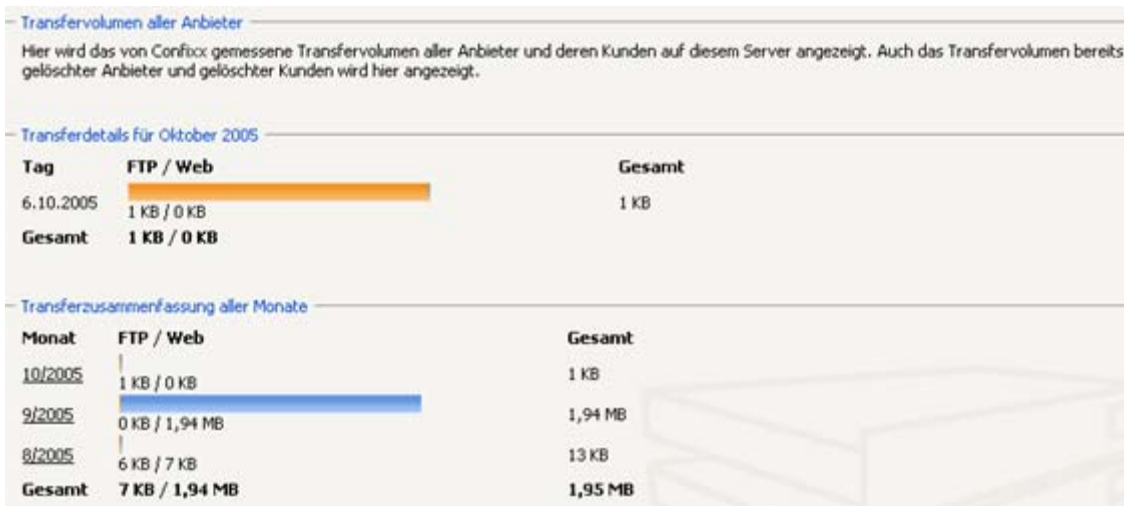 Transfervolumen aller Anbieter
Hier wird das von Confixx gemessene Transfervolumen aller Anbieter und deren Kunden auf diesem Server angezeigt. Auch das Transfervolumen bereits
gelöschter Anbieter und gelöschter Kunden wird hier angezeigt.
Transferdetails für Oktober 2005
Tag FTP / Web Gesamt
6.10.2005 1 KB / 0 KB 1 KB
Gesamt 1 KB / 0 KB
Transferzusammenfassung aller Monate
Monat FTP / Web Gesamt
10/2005 1 KB / 0 KB 1 KB
9/2005 0 KB / 1,94 MB 1,94 MB
8/2005 6 KB / 7 KB 13 KB
Gesamt 7 KB / 1,94 MB 1,95 MB